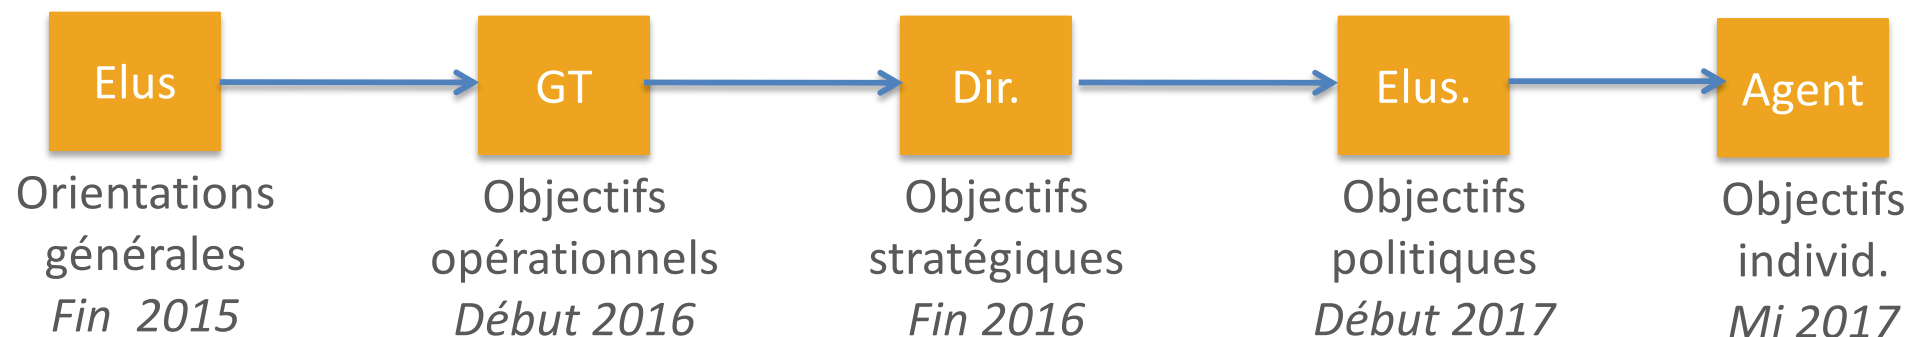 Elus
GT
Dir.
Elus.
Agent
Orientations
générales
Fin 2015
Objectifs
opérationnels
Début 2016
Objectifs
stratégiques
Fin 2016
Objectifs
politiques
Début 2017
Objectifs
individ.
Mi 2017